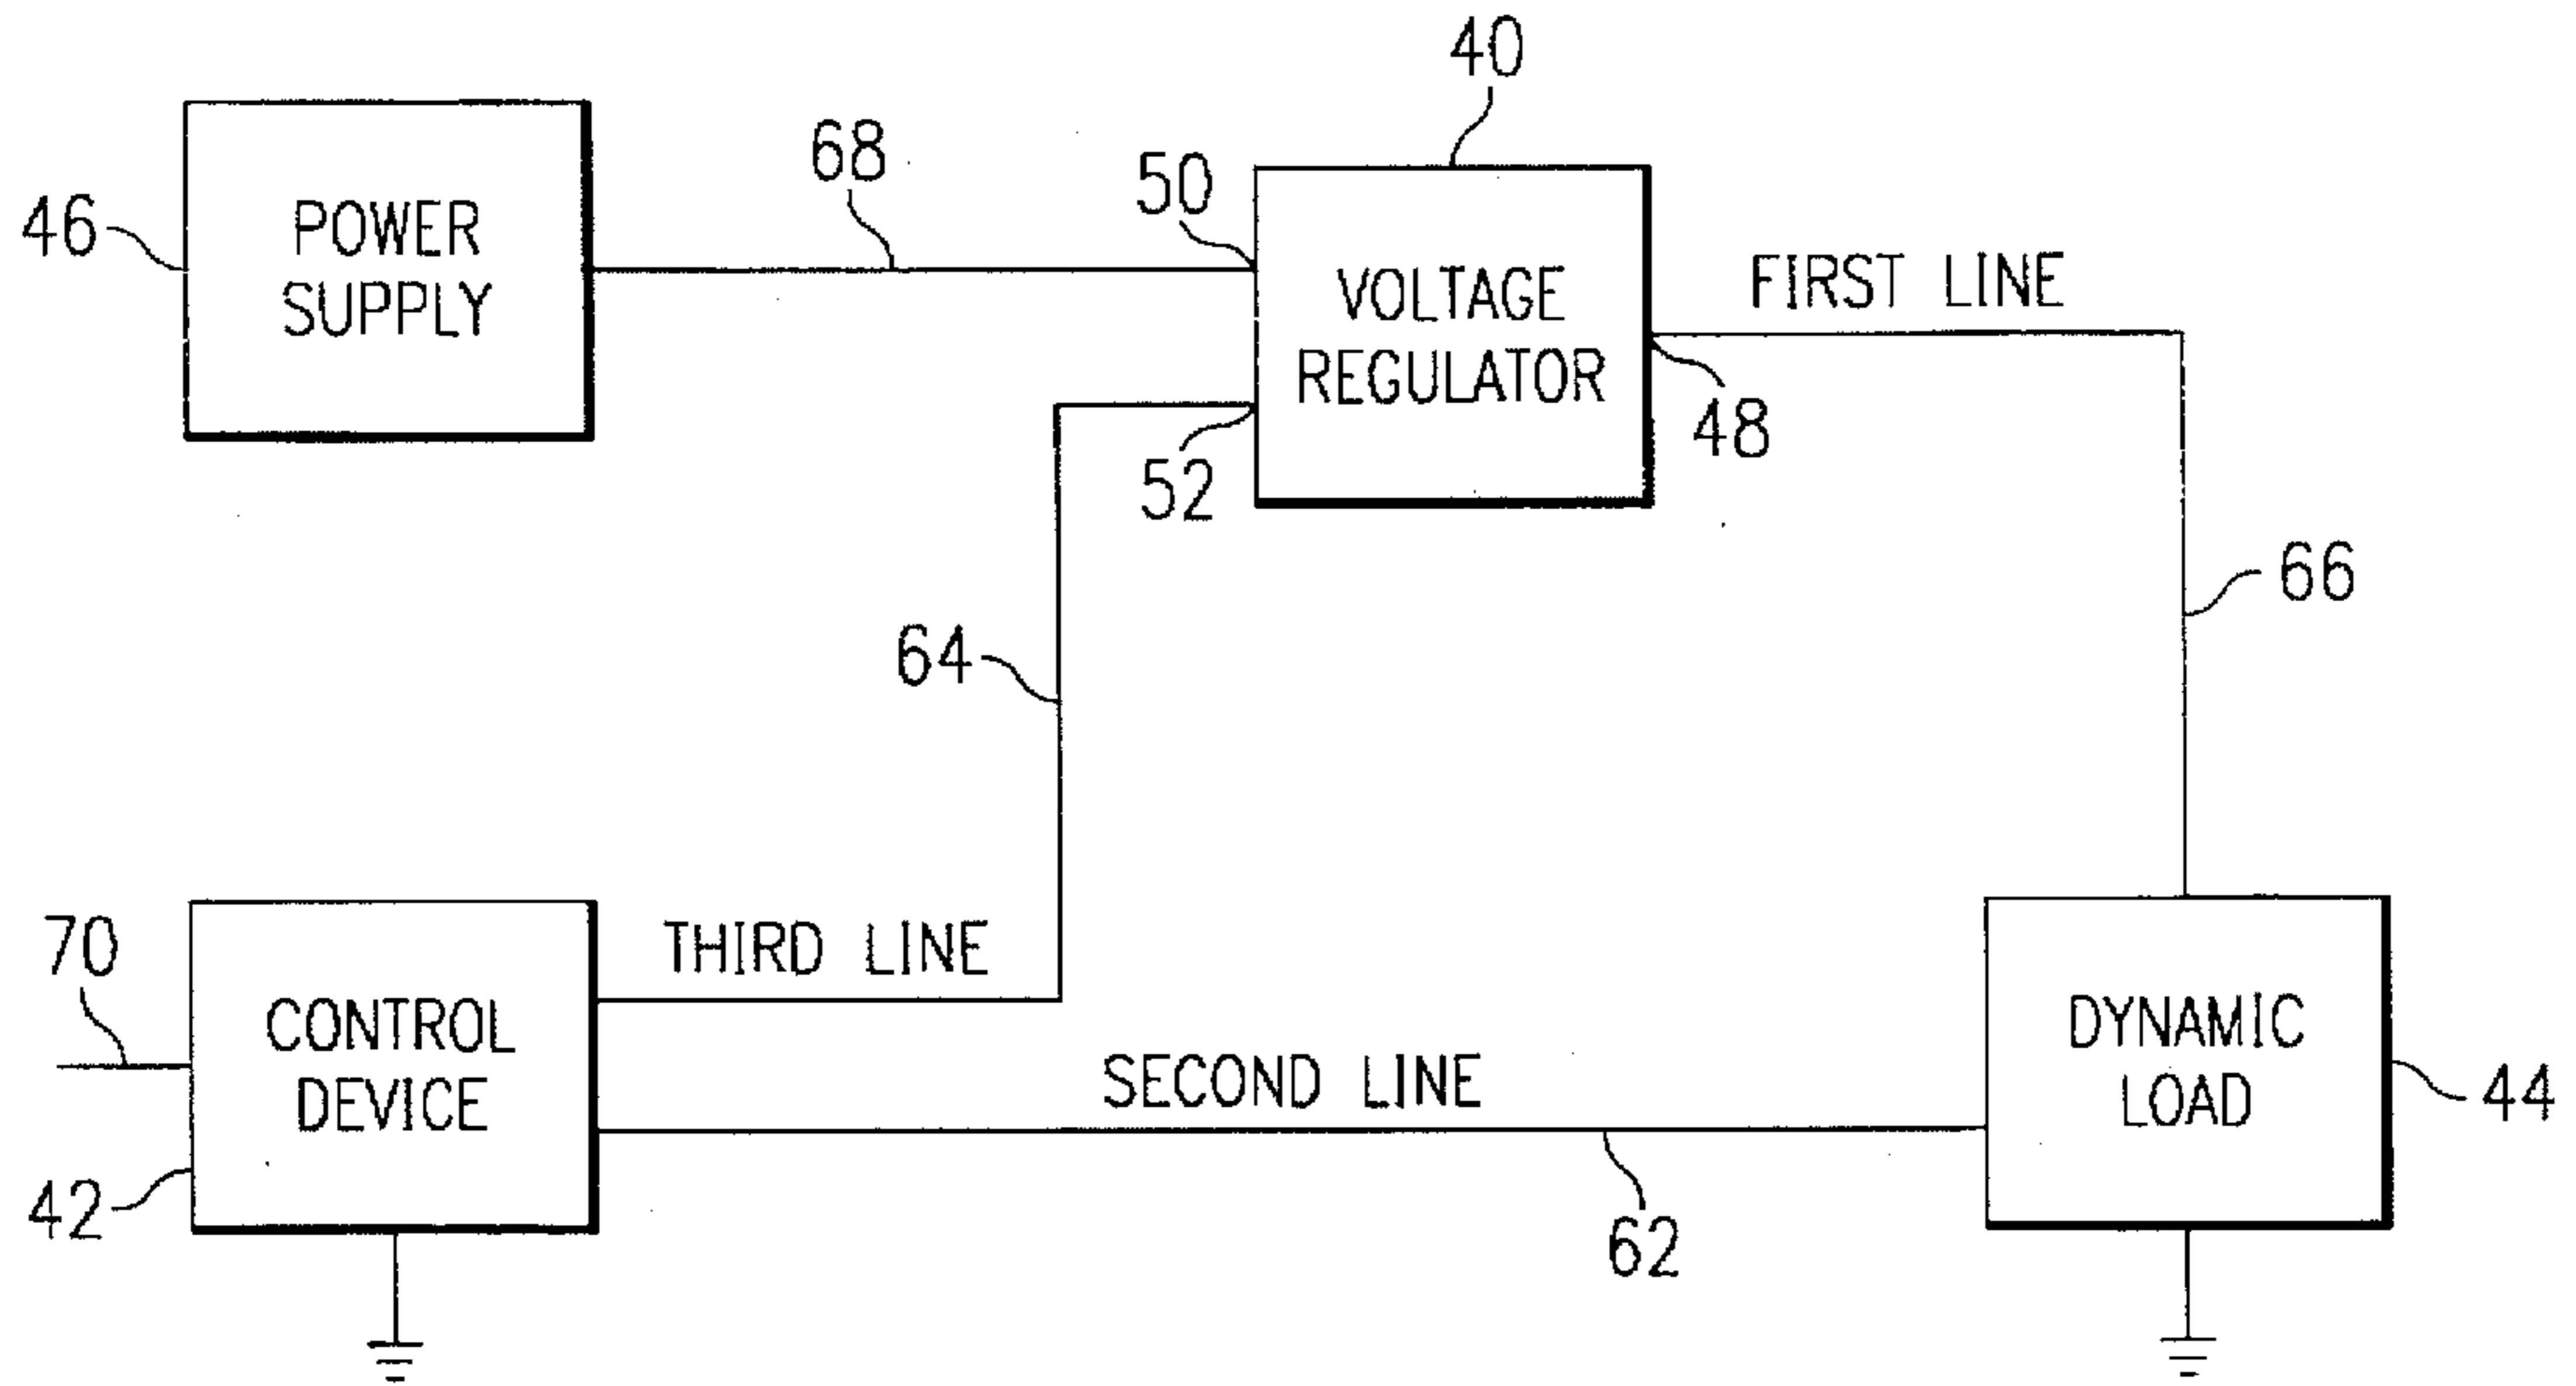 40
68
50
46
POWER
SUPPLY
VOLTAGE
REGULATOR
FIRST LINE
48
52
66
64
70
THIRD LINE
CONTROL
DEVICE
SECOND LINE
DYNAMIC
LOAD
44
42
62